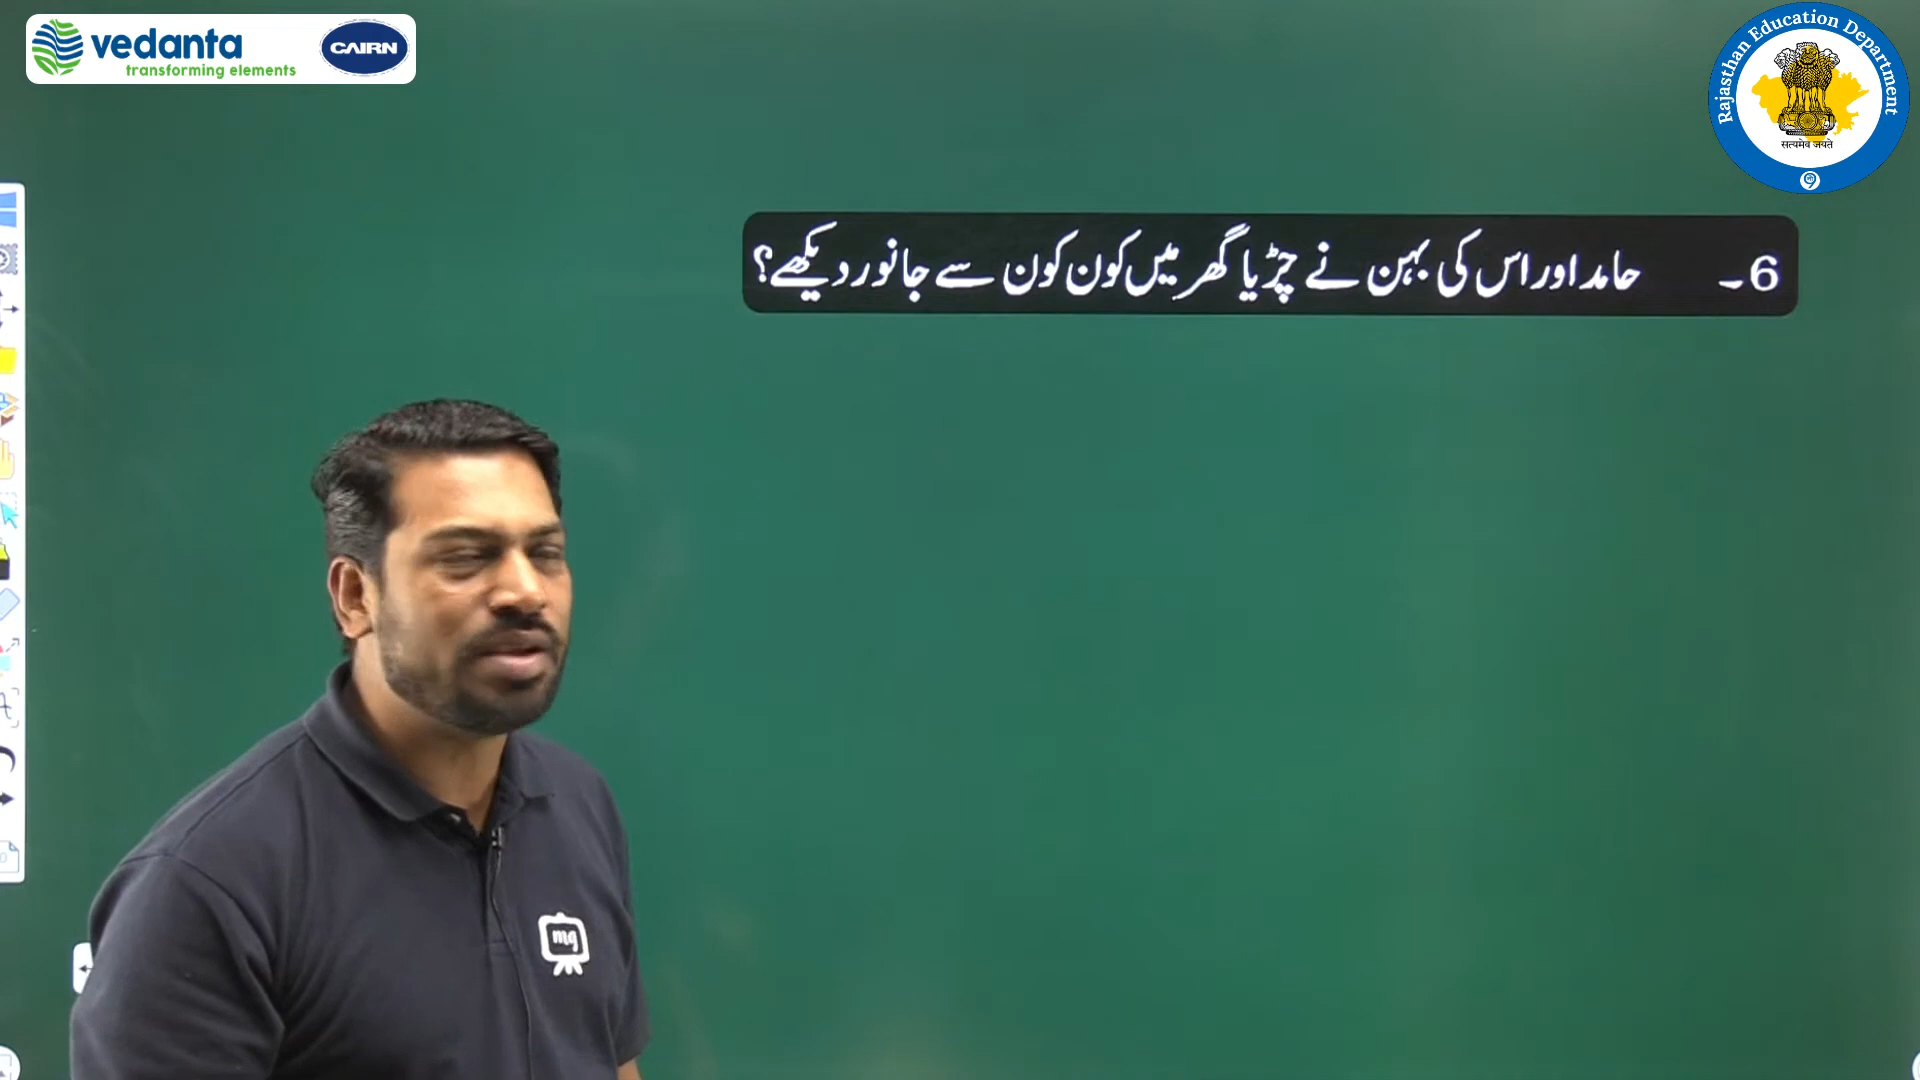 vedanta
transforming elements
CAIRN
Rajasthan Education Department
सत्यमेव जयते
6۔ حامد اور اس کی بہن نے چڑیا گھر میں کون کون سے جانور دیکھے؟
mg